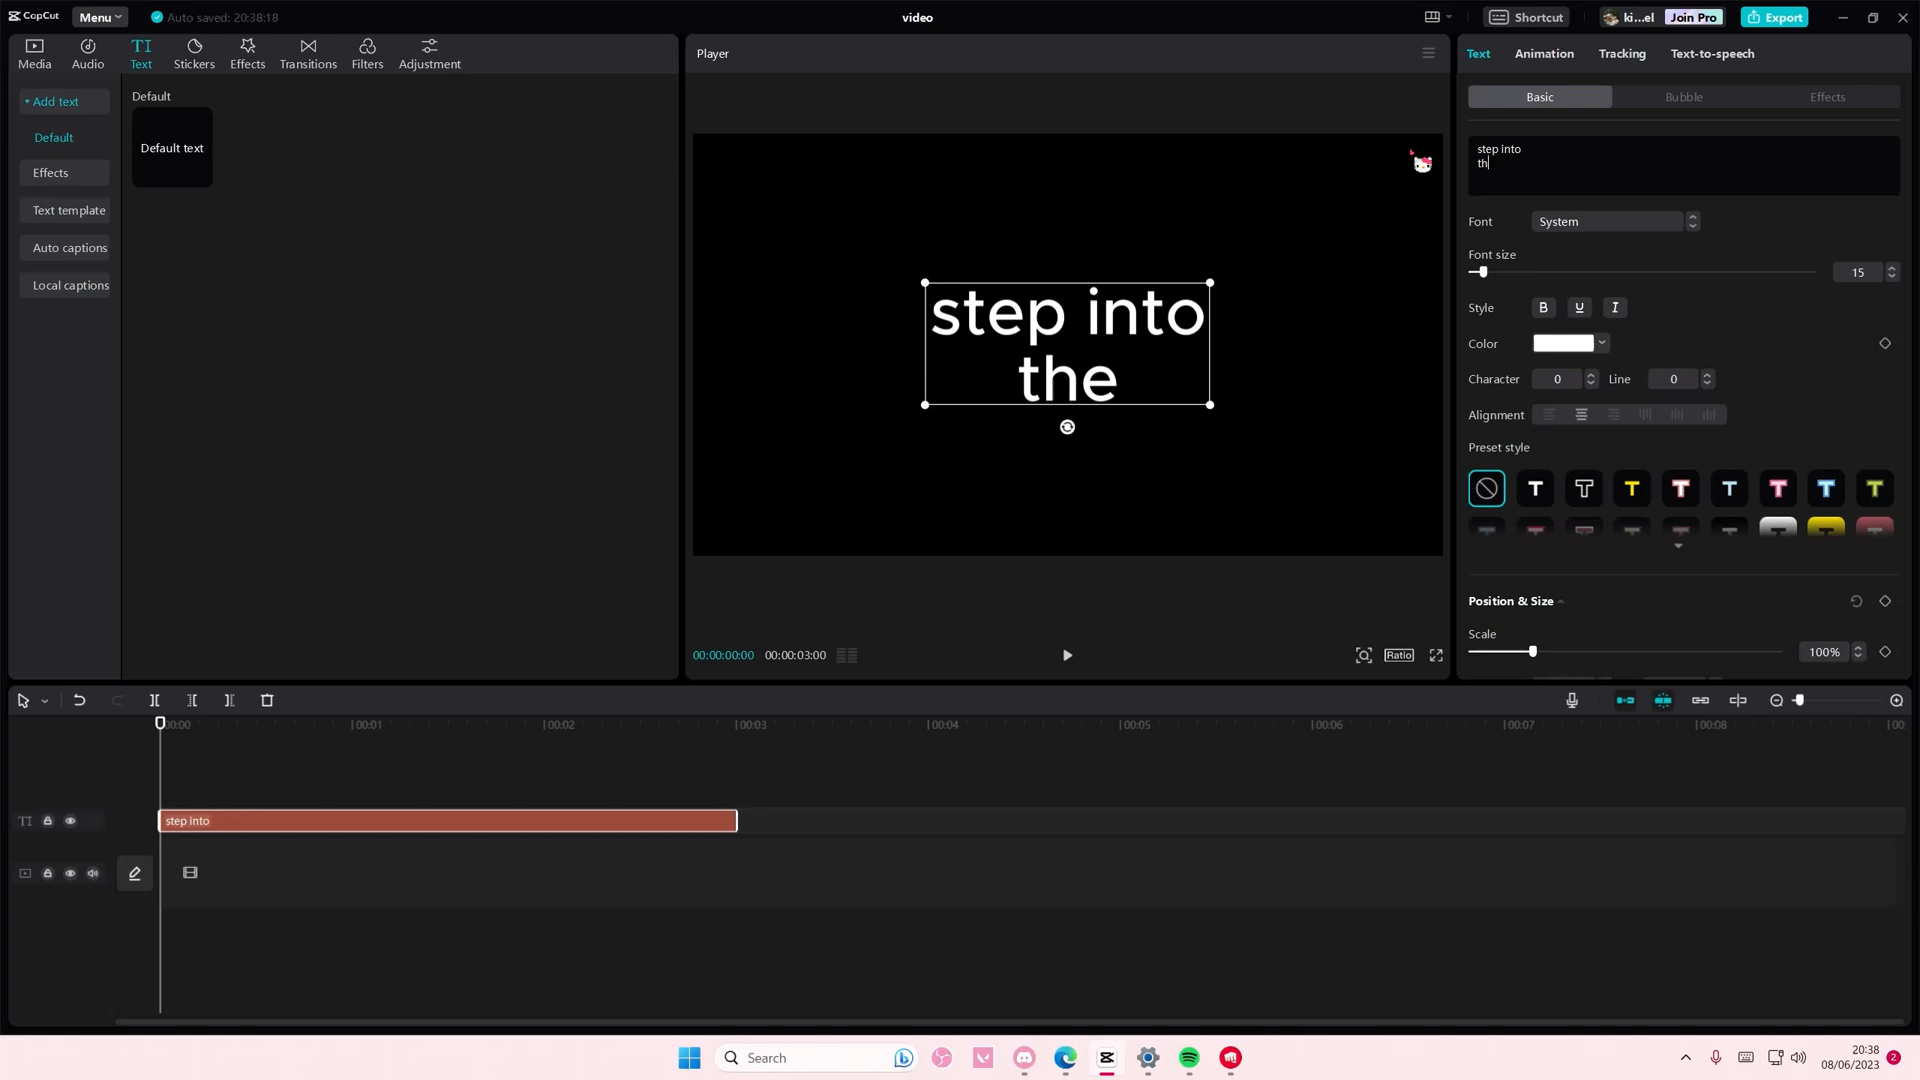 CapCut
Menu
Auto saved: 20:38:18
video
Shortcut
ki...el
Join Pro
Export
Media
Audio
Text
Stickers
Effects
Transitions
Filters
Adjustment
Add text
Default
Effects
Text template
Auto captions
Local captions
Default
Default text
Player
step into
the
00:00:00:00
00:00:03:00
Ratio
Text
Animation
Tracking
Text-to-speech
Basic
Bubble
Effects
step into
th
Font
System
Font size
15
Style
B
U
I
Color
Character
0
Line
0
Alignment
Preset style
Position & Size
Scale
100%
00:00
00:01
00:02
00:03
00:04
00:05
00:06
00:07
00:08
00:
TI
step into
Search
20:38
08/06/2023
2